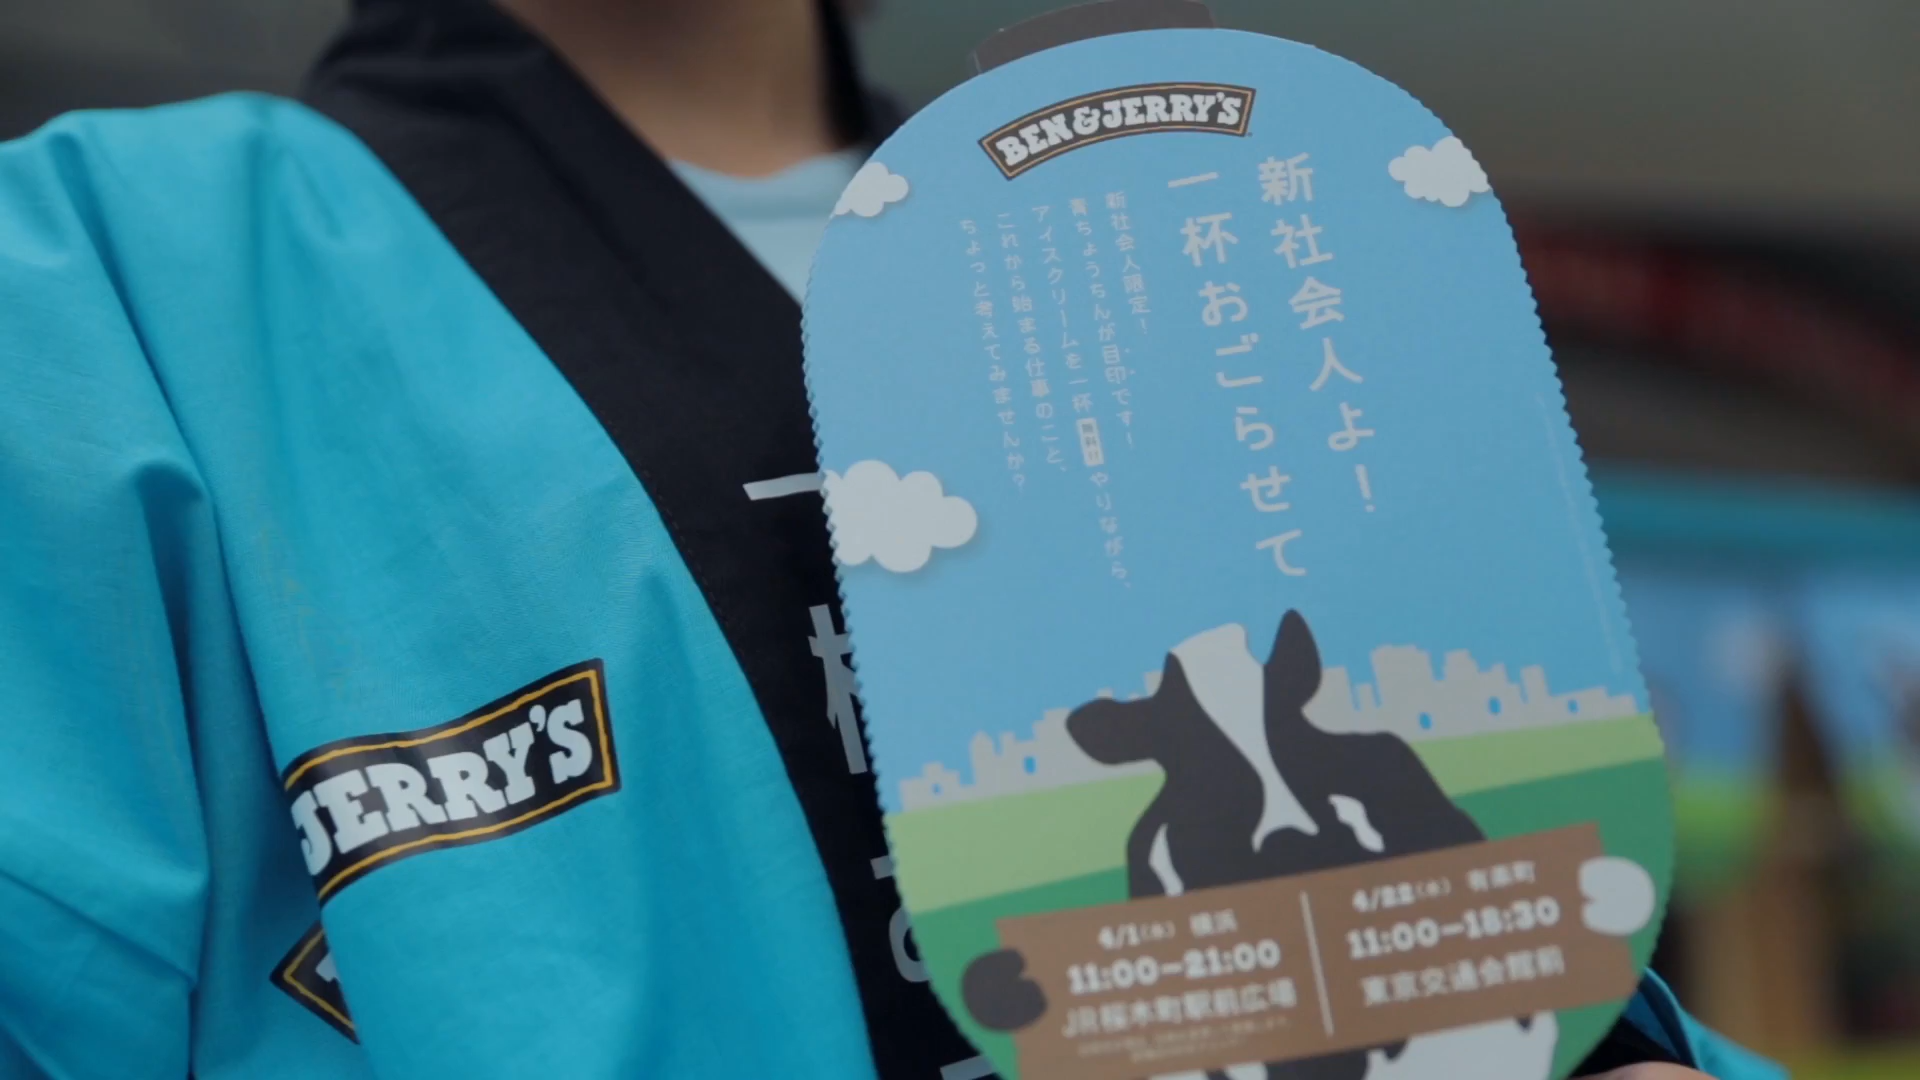 BEN&JERRY'S
新社会人よ!
一杯おごらせて
新社会人限定!
青ちょうちんが目印です!
アイスクリームを一杯 無料で やりながら、
これから始まる仕事のこと、
ちょっと考えてみませんか?
JERRY'S
4/1(水) 横浜
11:00–21:00
JR桜木町駅前広場
4/22(水) 有楽町
11:00–18:30
東京交通会館前